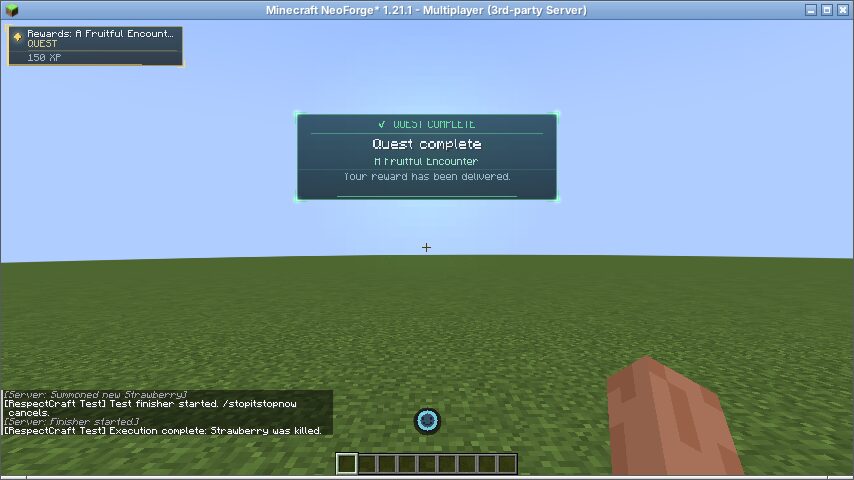 Minecraft NeoForge* 1.21.1 - Multiplayer (3rd-party Server)
Rewards: A Fruitful Encount...
QUEST
150 XP
✓ QUEST COMPLETE
Quest complete
A Fruitful Encounter
Your reward has been delivered.
[Server: Summoned new Strawberry]
[RespectCraft Test] Test finisher started. /stopitstopnow
cancels.
[Server: Finisher started.]
[RespectCraft Test] Execution complete: Strawberry was killed.